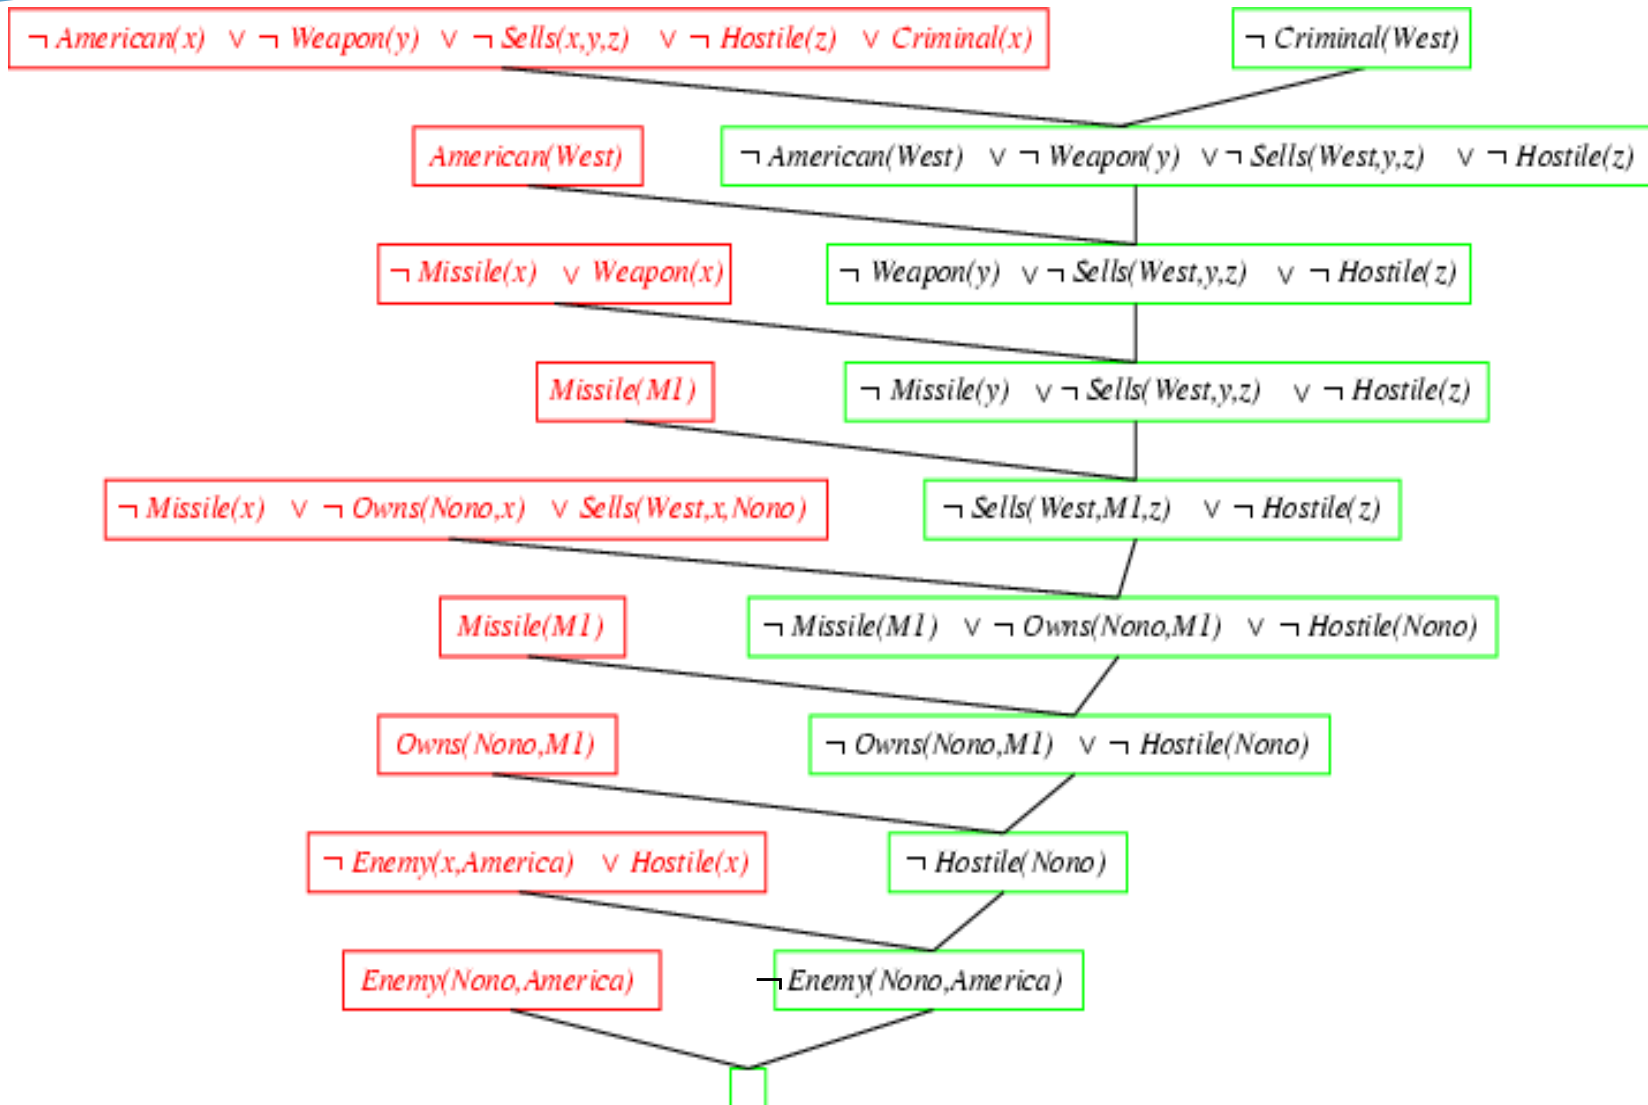 ¬ American(x) ∨ ¬ Weapon(y) ∨ ¬ Sells(x,y,z) ∨ ¬ Hostile(z) ∨ Criminal(x)
¬ Criminal(West)
American(West)
¬ American(West) ∨ ¬ Weapon(y) ∨ ¬ Sells(West,y,z) ∨ ¬ Hostile(z)
¬ Missile(x) ∨ Weapon(x)
¬ Weapon(y) ∨ ¬ Sells(West,y,z) ∨ ¬ Hostile(z)
Missile(M1)
¬ Missile(y) ∨ ¬ Sells(West,y,z) ∨ ¬ Hostile(z)
¬ Missile(x) ∨ ¬ Owns(Nono,x) ∨ Sells(West,x,Nono)
¬ Sells(West,M1,z) ∨ ¬ Hostile(z)
Missile(M1)
¬ Missile(M1) ∨ ¬ Owns(Nono,M1) ∨ ¬ Hostile(Nono)
Owns(Nono,M1)
¬ Owns(Nono,M1) ∨ ¬ Hostile(Nono)
¬ Enemy(x,America) ∨ Hostile(x)
¬ Hostile(Nono)
Enemy(Nono,America)
¬ Enemy(Nono,America)